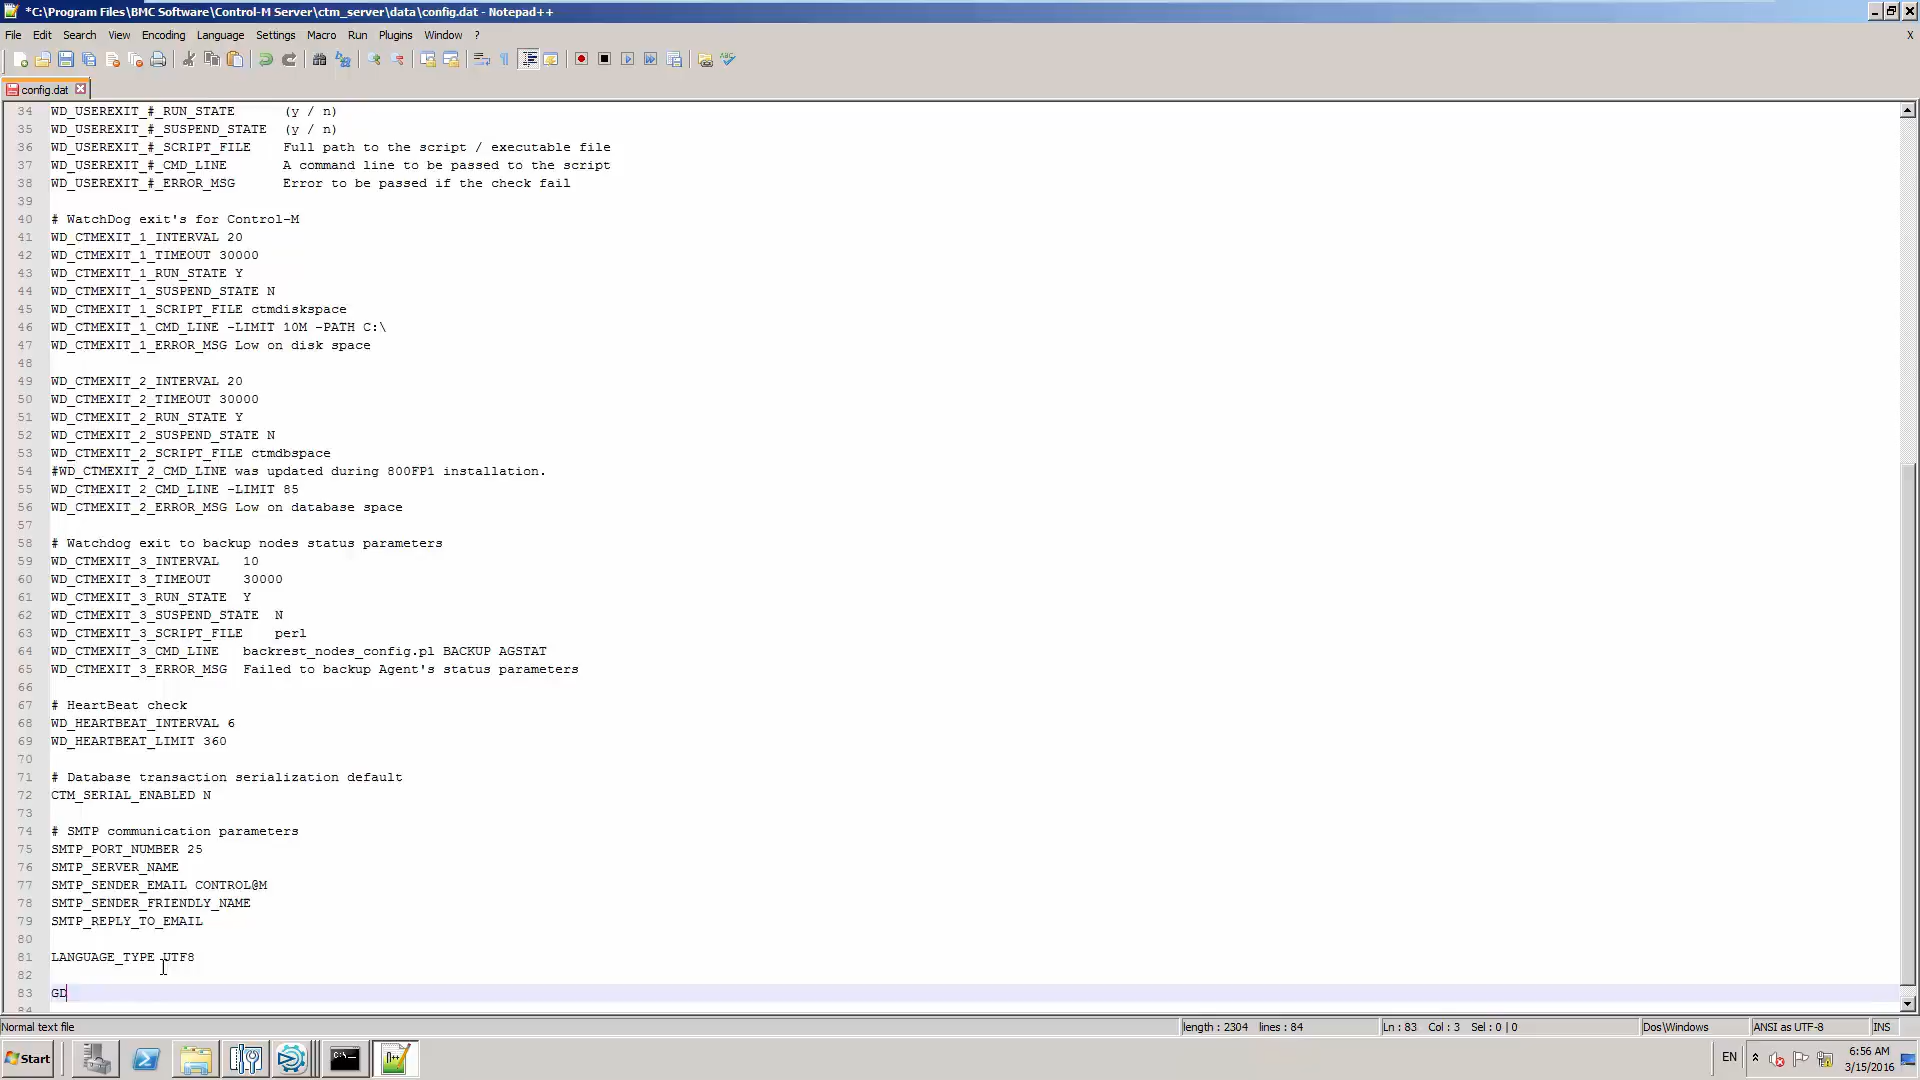 *C:\Program Files\BMC Software\Control-M Server\ctm_server\data\config.dat - Notepad++
File Edit Search View Encoding Language Settings Macro Run Plugins Window ? X
config.dat
34 WD_USEREXIT_#_RUN_STATE (y / n)
35 WD_USEREXIT_#_SUSPEND_STATE (y / n)
36 WD_USEREXIT_#_SCRIPT_FILE Full path to the script / executable file
37 WD_USEREXIT_#_CMD_LINE A command line to be passed to the script
38 WD_USEREXIT_#_ERROR_MSG Error to be passed if the check fail
39
40 # WatchDog exit's for Control-M
41 WD_CTMEXIT_1_INTERVAL 20
42 WD_CTMEXIT_1_TIMEOUT 30000
43 WD_CTMEXIT_1_RUN_STATE Y
44 WD_CTMEXIT_1_SUSPEND_STATE N
45 WD_CTMEXIT_1_SCRIPT_FILE ctmdiskspace
46 WD_CTMEXIT_1_CMD_LINE -LIMIT 10M -PATH C:\
47 WD_CTMEXIT_1_ERROR_MSG Low on disk space
48
49 WD_CTMEXIT_2_INTERVAL 20
50 WD_CTMEXIT_2_TIMEOUT 30000
51 WD_CTMEXIT_2_RUN_STATE Y
52 WD_CTMEXIT_2_SUSPEND_STATE N
53 WD_CTMEXIT_2_SCRIPT_FILE ctmdbspace
54 #WD_CTMEXIT_2_CMD_LINE was updated during 800FP1 installation.
55 WD_CTMEXIT_2_CMD_LINE -LIMIT 85
56 WD_CTMEXIT_2_ERROR_MSG Low on database space
57
58 # Watchdog exit to backup nodes status parameters
59 WD_CTMEXIT_3_INTERVAL 10
60 WD_CTMEXIT_3_TIMEOUT 30000
61 WD_CTMEXIT_3_RUN_STATE Y
62 WD_CTMEXIT_3_SUSPEND_STATE N
63 WD_CTMEXIT_3_SCRIPT_FILE perl
64 WD_CTMEXIT_3_CMD_LINE backrest_nodes_config.pl BACKUP AGSTAT
65 WD_CTMEXIT_3_ERROR_MSG Failed to backup Agent's status parameters
66
67 # HeartBeat check
68 WD_HEARTBEAT_INTERVAL 6
69 WD_HEARTBEAT_LIMIT 360
70
71 # Database transaction serialization default
72 CTM_SERIAL_ENABLED N
73
74 # SMTP communication parameters
75 SMTP_PORT_NUMBER 25
76 SMTP_SERVER_NAME
77 SMTP_SENDER_EMAIL CONTROL@M
78 SMTP_SENDER_FRIENDLY_NAME
79 SMTP_REPLY_TO_EMAIL
80
81 LANGUAGE_TYPE UTF8
82
83 GD
84
Normal text file length : 2304 lines : 84 Ln : 83 Col : 3 Sel : 0 | 0 Dos\Windows ANSI as UTF-8 INS
Start EN 6:56 AM
3/15/2016